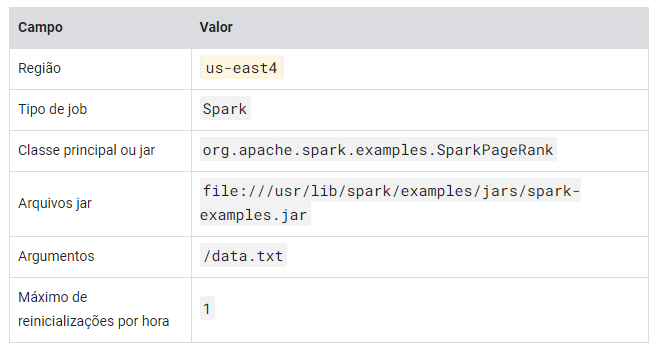 Campo Valor
Região us-east4
Tipo de job Spark
Classe principal ou jar org.apache.spark.examples.SparkPageRank
Arquivos jar file:///usr/lib/spark/examples/jars/spark-
examples.jar
Argumentos /data.txt
Máximo de
reinicializações por hora 1